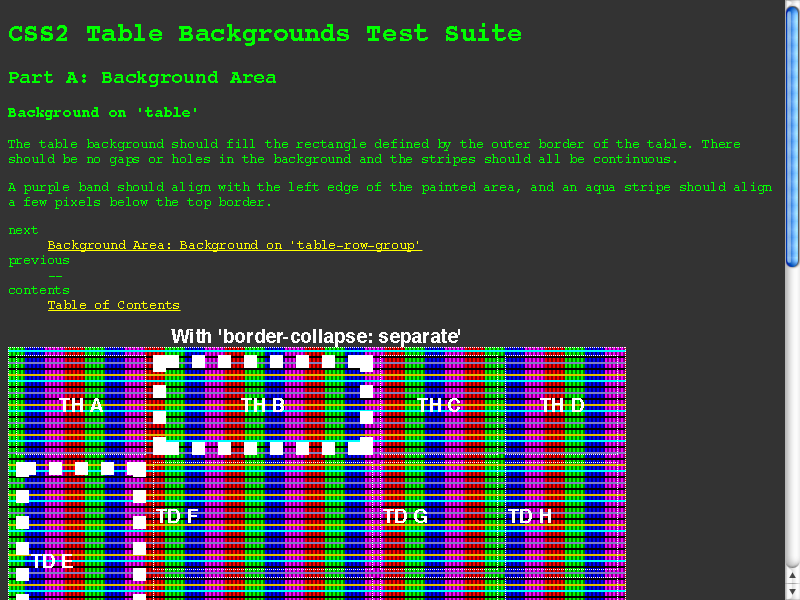 CSS2 Table Backgrounds Test Suite
Part A: Background Area
Background on 'table'
The table background should fill the rectangle defined by the outer border of the table. There
should be no gaps or holes in the background and the stripes should all be continuous.
A purple band should align with the left edge of the painted area, and an aqua stripe should align
a few pixels below the top border.
next
Background Area: Background on 'table-row-group'
previous
--
contents
Table of Contents
With 'border-collapse: separate'
TH A TH B TH C TH D
TD F TD G TD H
TD E